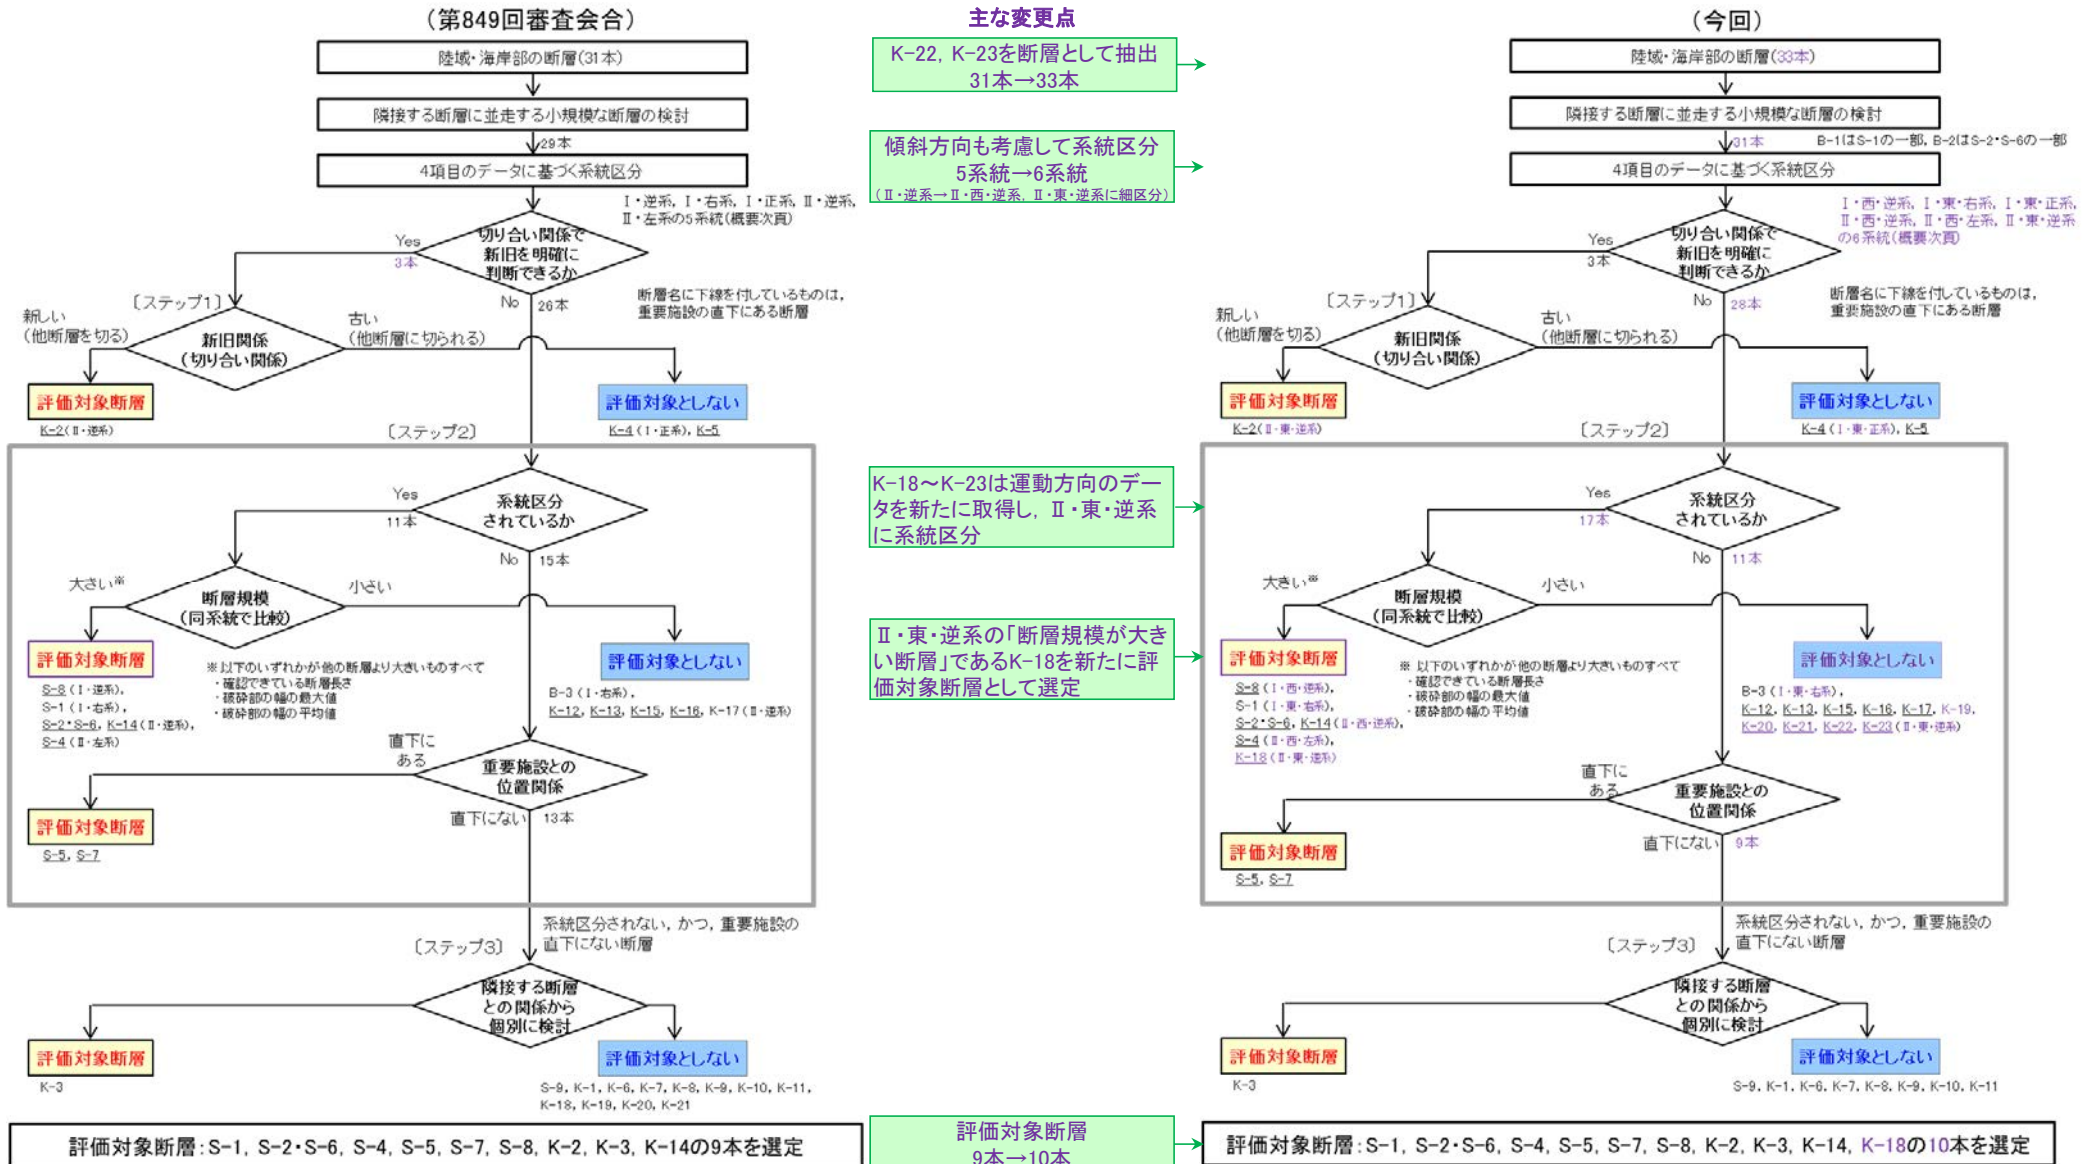 (第849回審査会合)
陸域・海岸部の断層(31本)
隣接する断層に並走する小規模な断層の検討
29本
4項目のデータに基づく系統区分
Ⅰ・逆系, Ⅰ・右系, Ⅰ・正系, Ⅱ・逆系,
Ⅱ・左系の5系統(概要次頁)
切り合い関係で
新旧を明確に
判断できるか
Yes
3本
No
26本
断層名に下線を付しているものは,
重要施設の直下にある断層
〔ステップ1〕
新しい
(他断層を切る)
新旧関係
(切り合い関係)
古い
(他断層に切られる)
評価対象断層
K-2(Ⅱ・逆系)
評価対象としない
K-4(Ⅰ・正系), K-5
〔ステップ2〕
系統区分
されているか
Yes
11本
No
15本
大さい※
断層規模
(同系統で比較)
小さい
評価対象断層
S-8(Ⅰ・逆系),
S-1(Ⅰ・右系),
S-2・S-6, K-14(Ⅱ・逆系),
S-4(Ⅱ・左系)
※以下のいずれかが他の断層より大きいものすべて
・確認できている断層長さ
・破砕部の幅の最大値
・破砕部の幅の平均値
評価対象としない
B-3(Ⅰ・右系),
K-12, K-13, K-15, K-16, K-17(Ⅱ・逆系)
直下に
ある
重要施設との
位置関係
直下にない
13本
評価対象断層
S-5, S-7
系統区分されない, かつ, 重要施設の
直下にない断層
〔ステップ3〕
隣接する断層
との関係から
個別に検討
評価対象断層
K-3
評価対象としない
S-9, K-1, K-6, K-7, K-8, K-9, K-10, K-11,
K-18, K-19, K-20, K-21
評価対象断層:S-1, S-2・S-6, S-4, S-5, S-7, S-8, K-2, K-3, K-14の9本を選定
主な変更点
K-22, K-23を断層として抽出
31本→33本
傾斜方向も考慮して系統区分
5系統→6系統
(Ⅱ・逆系→Ⅱ・西・逆系, Ⅱ・東・逆系に細区分)
K-18～K-23は運動方向のデー
タを新たに取得し, Ⅱ・東・逆系
に系統区分
Ⅱ・東・逆系の「断層規模が大き
い断層」であるK-18を新たに評
価対象断層として選定
評価対象断層
9本→10本
(今回)
陸域・海岸部の断層(33本)
隣接する断層に並走する小規模な断層の検討
31本
B-1はS-1の一部, B-2はS-2・S-6の一部
4項目のデータに基づく系統区分
Ⅰ・西・逆系, Ⅰ・東・右系, Ⅰ・東・正系,
Ⅱ・西・逆系, Ⅱ・西・左系, Ⅱ・東・逆系
の6系統(概要次頁)
切り合い関係で
新旧を明確に
判断できるか
Yes
3本
No
28本
断層名に下線を付しているものは,
重要施設の直下にある断層
〔ステップ1〕
新しい
(他断層を切る)
新旧関係
(切り合い関係)
古い
(他断層に切られる)
評価対象断層
K-2(Ⅱ・東・逆系)
評価対象としない
K-4(Ⅰ・東・正系), K-5
〔ステップ2〕
系統区分
されているか
Yes
17本
No
11本
大きい※
断層規模
(同系統で比較)
小さい
評価対象断層
S-8(Ⅰ・西・逆系),
S-1(Ⅰ・東・右系),
S-2・S-6, K-14(Ⅱ・西・逆系),
S-4(Ⅱ・西・左系),
K-18(Ⅱ・東・逆系)
※ 以下のいずれかが他の断層より大きいものすべて
・確認できている断層長さ
・破砕部の幅の最大値
・破砕部の幅の平均値
評価対象としない
B-3(Ⅰ・東・右系),
K-12, K-13, K-15, K-16, K-17, K-19,
K-20, K-21, K-22, K-23(Ⅱ・東・逆系)
直下に
ある
重要施設との
位置関係
直下にない
9本
評価対象断層
S-5, S-7
系統区分されない, かつ, 重要施設の
直下にない断層
〔ステップ3〕
隣接する断層
との関係から
個別に検討
評価対象断層
K-3
評価対象としない
S-9, K-1, K-6, K-7, K-8, K-9, K-10, K-11
評価対象断層:S-1, S-2・S-6, S-4, S-5, S-7, S-8, K-2, K-3, K-14, K-18の10本を選定